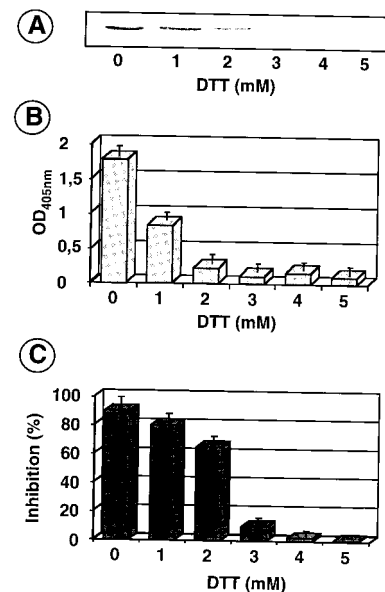 A
0 1 2 3 4 5
DTT (mM)
B
2
1,5
1
0,5
0
OD405nm
0 1 2 3 4 5
DTT (mM)
C
100
80
60
40
20
0
Inhibition (%)
0 1 2 3 4 5
DTT (mM)